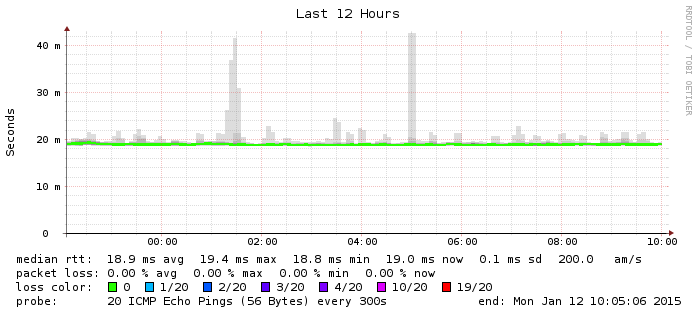 Last 12 Hours
RRDTOOL / TOBI OETIKER
Seconds
40 m
30 m
20 m
10 m
0
00:00 02:00 04:00 06:00 08:00 10:00
median rtt: 18.9 ms avg 19.4 ms max 18.8 ms min 19.0 ms now 0.1 ms sd 200.0 am/s
packet loss: 0.00 % avg 0.00 % max 0.00 % min 0.00 % now
loss color: 0 1/20 2/20 3/20 4/20 10/20 19/20
probe: 20 ICMP Echo Pings (56 Bytes) every 300s end: Mon Jan 12 10:05:06 2015